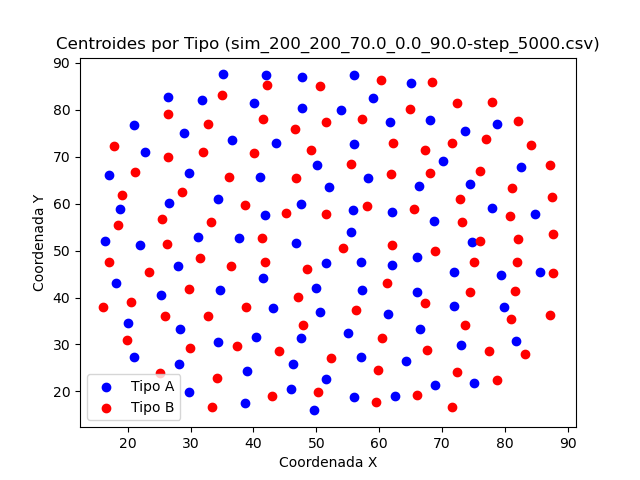 Centroides por Tipo (sim_200_200_70.0_0.0_90.0-step_5000.csv)
90
80
70
60
50
40
30
20
Coordenada Y
Tipo A
Tipo B
20 30 40 50 60 70 80 90
Coordenada X